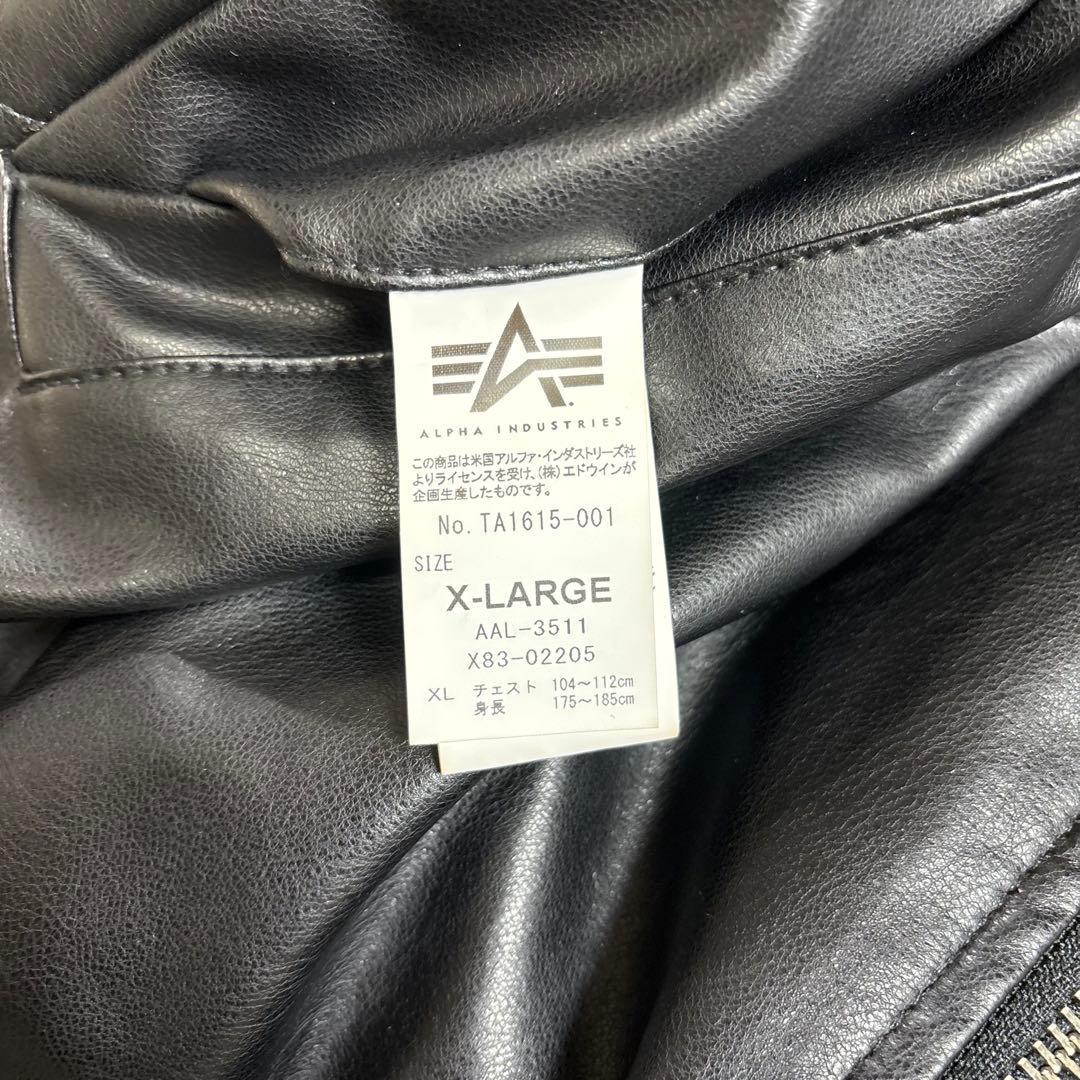 ALPHA INDUSTRIES
この商品は米国アルファ・インダストリーズ社
よりライセンスを受け、(株)エドウインが
企画生産したものです。
No. TA1615-001
SIZE
X-LARGE
AAL-3511
X83-02205
XL チェスト 104〜112cm
身長 175〜185cm